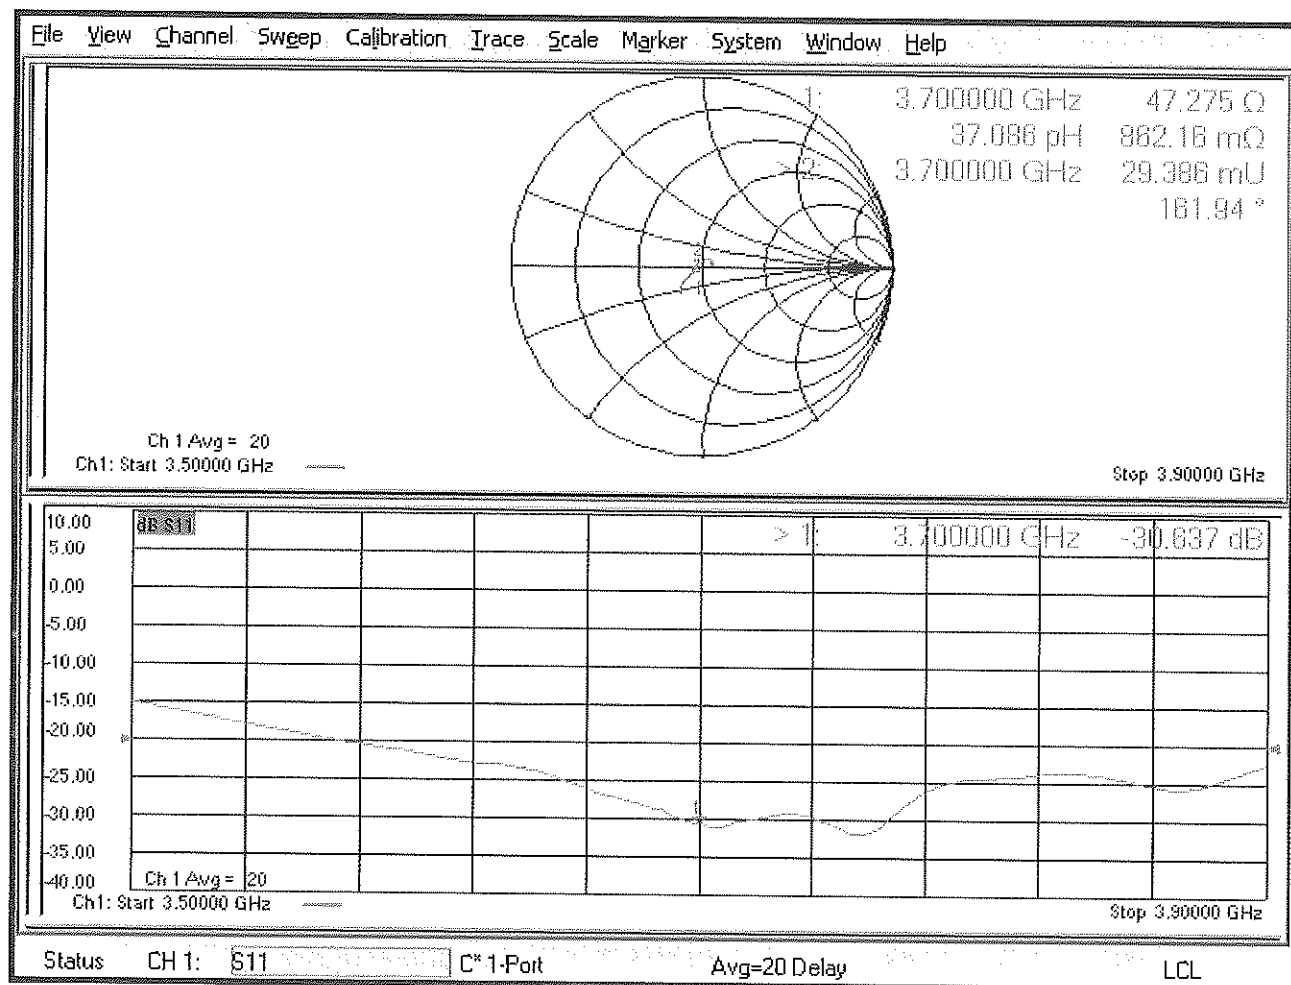 File View Channel Sweep Calibration Trace Scale Marker System Window Help
1: 3.700000 GHz 47.275 Ω
37.086 pH 862.16 mΩ
> 2: 3.700000 GHz 29.386 mU
161.94 °
Ch 1 Avg = 20
Ch1: Start 3.50000 GHz
Stop 3.90000 GHz
10.00
dB S11
> 1: 3.700000 GHz -30.637 dB
5.00
0.00
-5.00
-10.00
-15.00
-20.00
-25.00
-30.00
-35.00
-40.00
Ch 1 Avg = 20
Ch1: Start 3.50000 GHz
Stop 3.90000 GHz
Status CH 1: S11 C* 1-Port Avg=20 Delay LCL